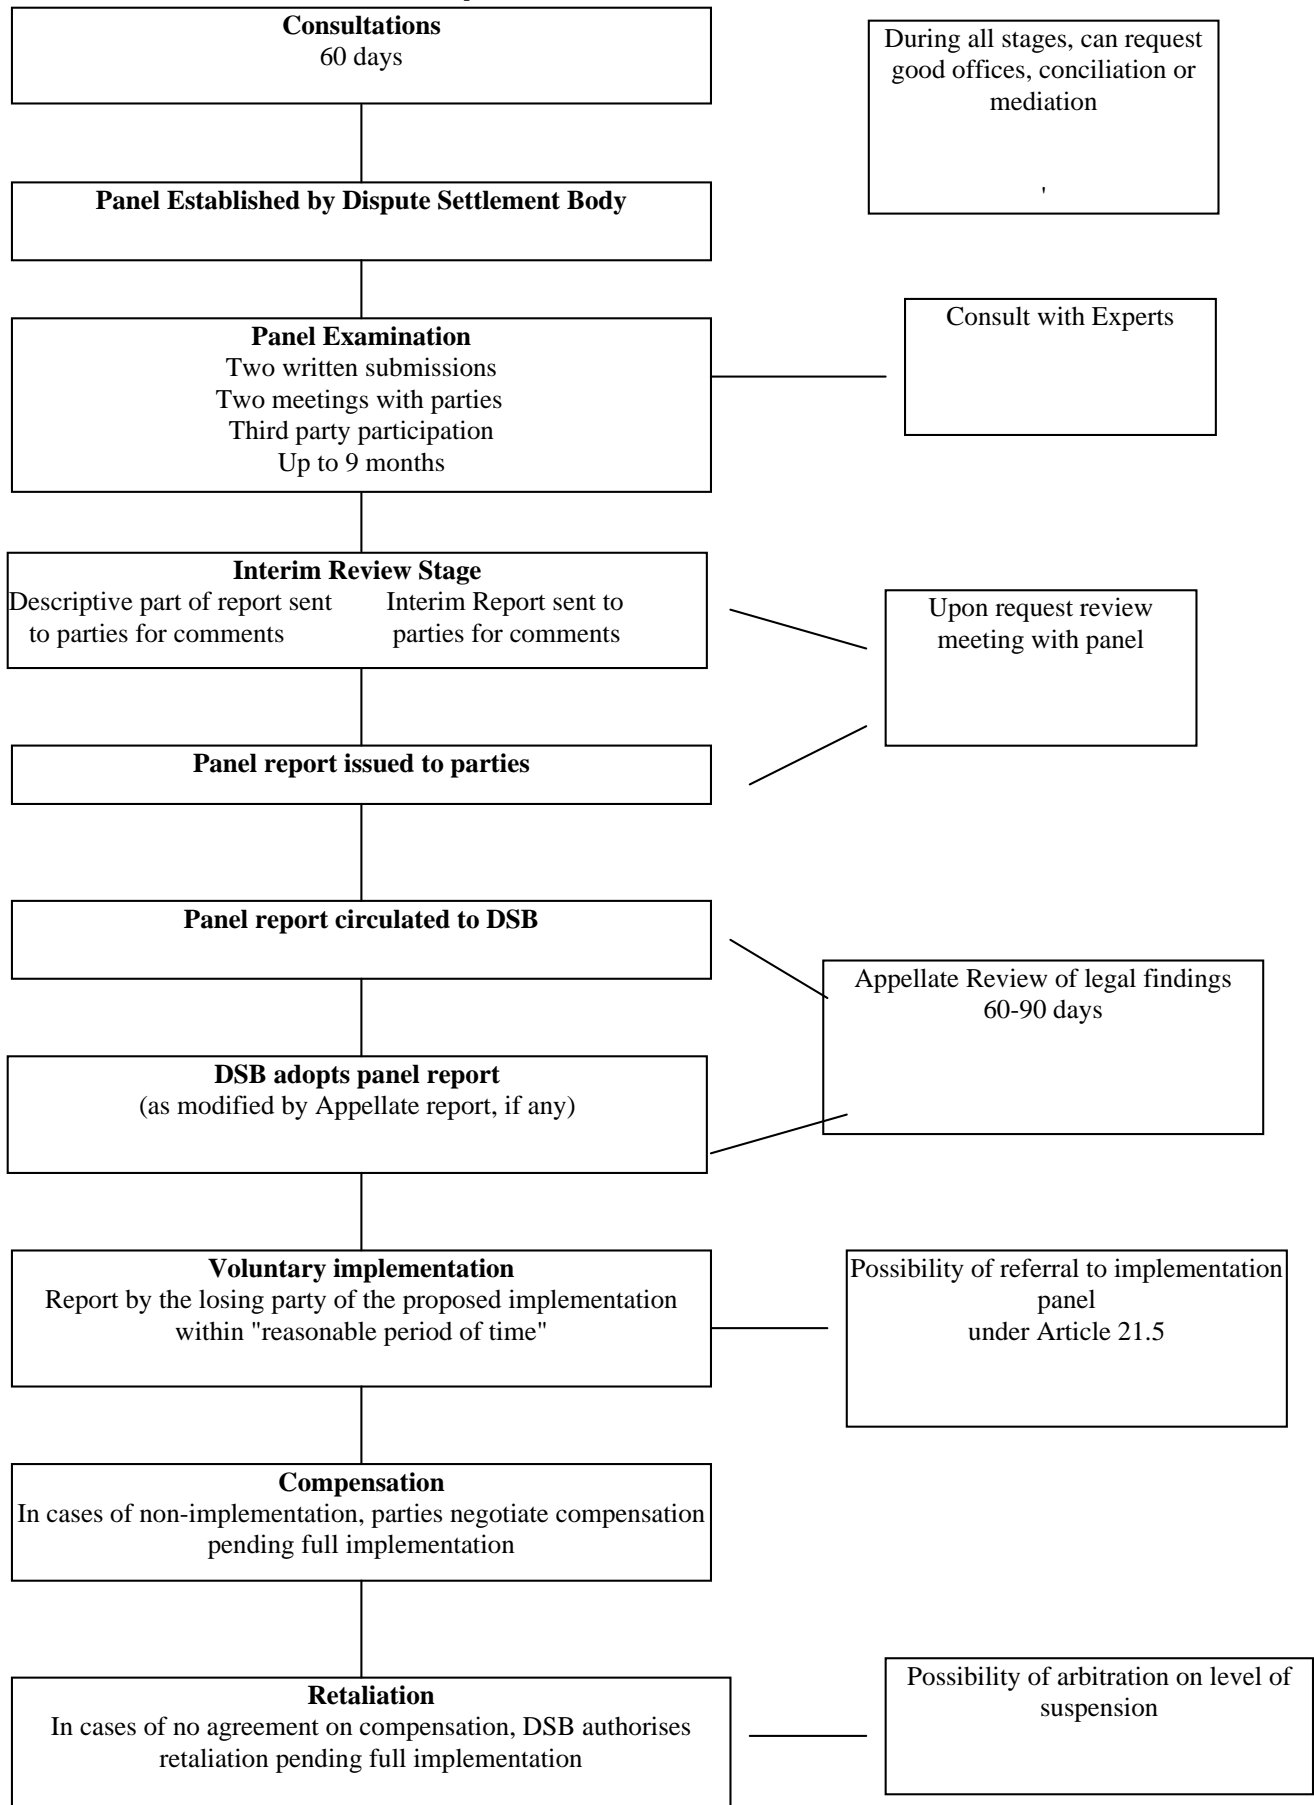 Consultations
60 days
During all stages, can request
good offices, conciliation or
mediation
'
Panel Established by Dispute Settlement Body
Panel Examination
Two written submissions
Two meetings with parties
Third party participation
Up to 9 months
Consult with Experts
Interim Review Stage
Descriptive part of report sent
to parties for comments
Interim Report sent to
parties for comments
Upon request review
meeting with panel
Panel report issued to parties
Panel report circulated to DSB
Appellate Review of legal findings
60-90 days
DSB adopts panel report
(as modified by Appellate report, if any)
Voluntary implementation
Report by the losing party of the proposed implementation
within "reasonable period of time"
Possibility of referral to implementation
panel
under Article 21.5
Compensation
In cases of non-implementation, parties negotiate compensation
pending full implementation
Retaliation
In cases of no agreement on compensation, DSB authorises
retaliation pending full implementation
Possibility of arbitration on level of
suspension